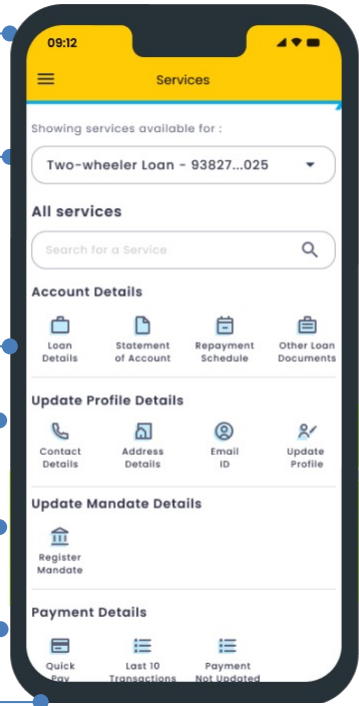 09:12
Services
Showing services available for :
Two-wheeler Loan - 93827...025
All services
Search for a Service
Account Details
Loan Details
Statement of Account
Repayment Schedule
Other Loan Documents
Update Profile Details
Contact Details
Address Details
Email ID
Update Profile
Update Mandate Details
Register Mandate
Payment Details
Quick Pay
Last 10 Transactions
Payment Not Updated